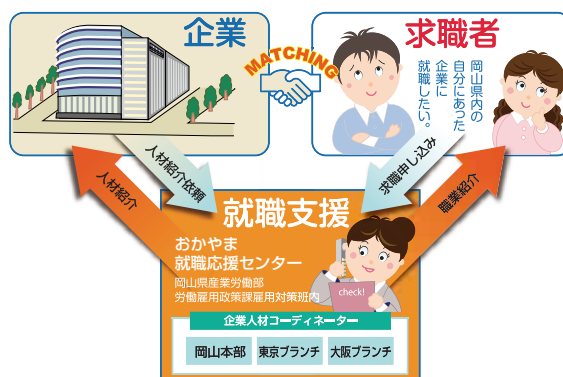 企業
MATCHING
求職者
岡山県内の
自分にあった
企業に
就職したい。
人材紹介依頼
人材紹介
求職申し込み
職業紹介
就職支援
おかやま
就職応援センター
岡山県産業労働部
労働雇用政策課雇用対策班内
check!
企業人材コーディネーター
岡山本部
東京ブランチ
大阪ブランチ